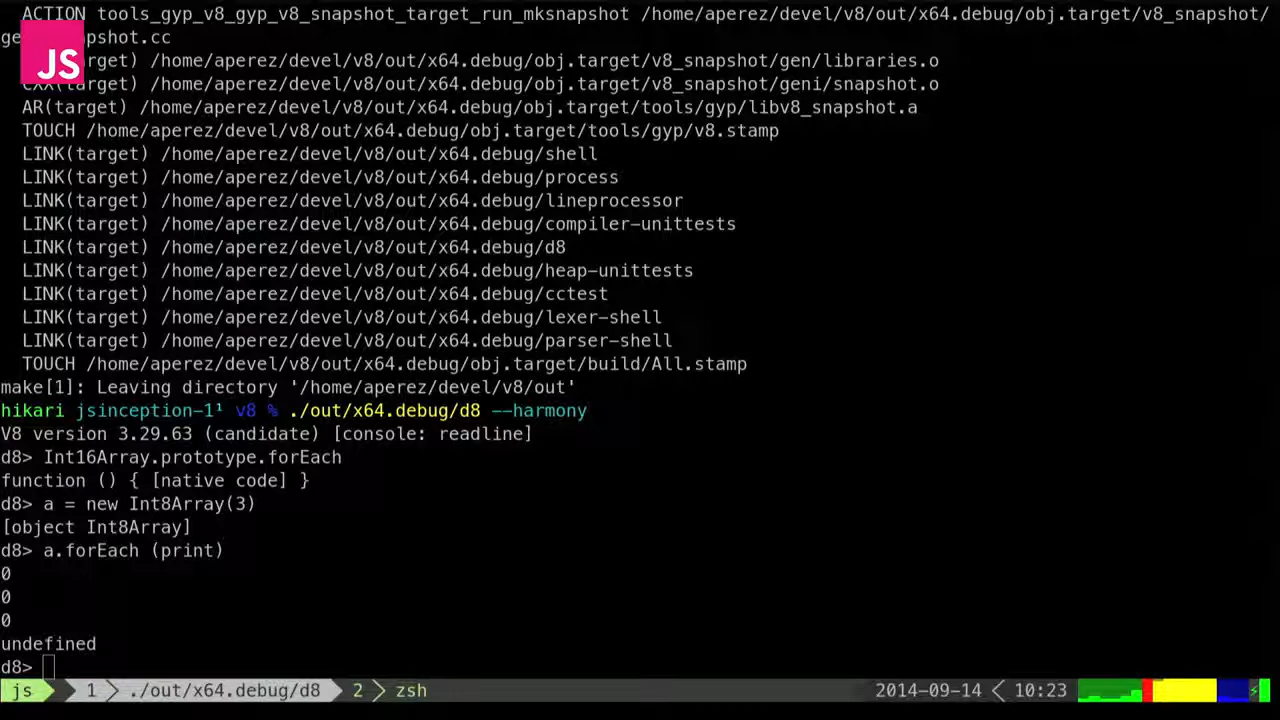 ACTION tools_gyp_v8_gyp_v8_snapshot_target_run_mksnapshot /home/aperez/devel/v8/out/x64.debug/obj.target/v8_snapshot/
ge pshot.cc
JS
et) /home/aperez/devel/v8/out/x64.debug/obj.target/v8_snapshot/gen/libraries.o
CXX(target) /home/aperez/devel/v8/out/x64.debug/obj.target/v8_snapshot/geni/snapshot.o
AR(target) /home/aperez/devel/v8/out/x64.debug/obj.target/tools/gyp/libv8_snapshot.a
TOUCH /home/aperez/devel/v8/out/x64.debug/obj.target/tools/gyp/v8.stamp
LINK(target) /home/aperez/devel/v8/out/x64.debug/shell
LINK(target) /home/aperez/devel/v8/out/x64.debug/process
LINK(target) /home/aperez/devel/v8/out/x64.debug/lineprocessor
LINK(target) /home/aperez/devel/v8/out/x64.debug/compiler-unittests
LINK(target) /home/aperez/devel/v8/out/x64.debug/d8
LINK(target) /home/aperez/devel/v8/out/x64.debug/heap-unittests
LINK(target) /home/aperez/devel/v8/out/x64.debug/cctest
LINK(target) /home/aperez/devel/v8/out/x64.debug/lexer-shell
LINK(target) /home/aperez/devel/v8/out/x64.debug/parser-shell
TOUCH /home/aperez/devel/v8/out/x64.debug/obj.target/build/All.stamp
make[1]: Leaving directory '/home/aperez/devel/v8/out'
hikari jsinception-1¹ v8 % ./out/x64.debug/d8 --harmony
V8 version 3.29.63 (candidate) [console: readline]
d8> Int16Array.prototype.forEach
function () { [native code] }
d8> a = new Int8Array(3)
[object Int8Array]
d8> a.forEach (print)
0
0
0
undefined
d8>
js 1 ./out/x64.debug/d8 2 zsh 2014-09-14 10:23